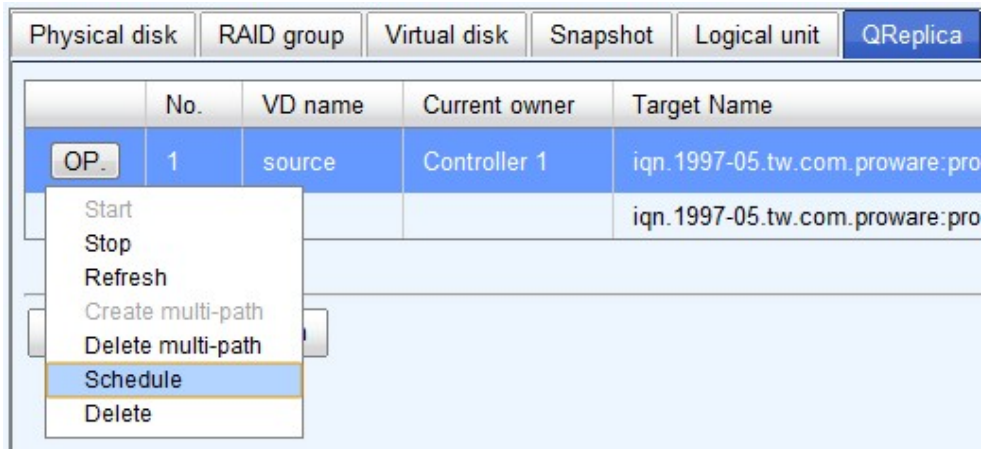 Physical disk RAID group Virtual disk Snapshot Logical unit QReplica
No. VD name Current owner Target Name
OP. 1 source Controller 1 iqn.1997-05.tw.com.proware:pro
iqn.1997-05.tw.com.proware:pro
Start
Stop
Refresh
Create multi-path
Delete multi-path
Schedule
Delete